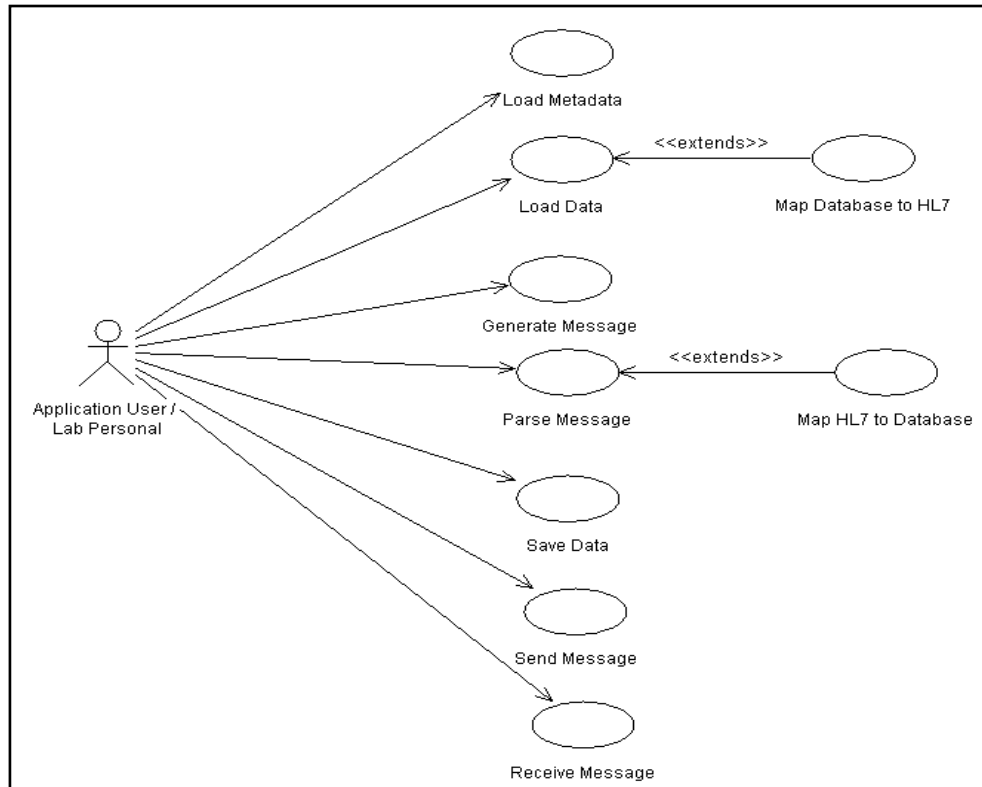 Load Metadata
<<extends>>
Load Data
Map Database to HL7
Generate Message
<<extends>>
Application User /
Lab Personal
Parse Message
Map HL7 to Database
Save Data
Send Message
Receive Message